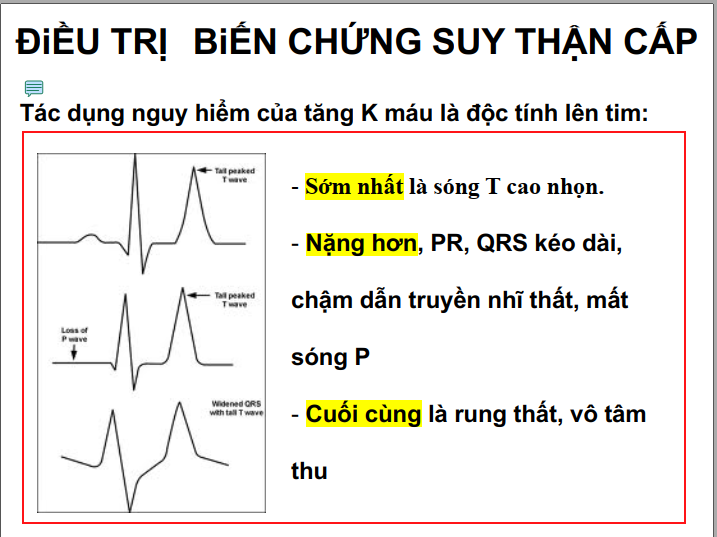 ĐiỀU TRỊ BiẾN CHỨNG SUY THẬN CẤP
Tác dụng nguy hiểm của tăng K máu là độc tính lên tim:
Tall peaked
T wave
- Sớm nhất là sóng T cao nhọn.
- Nặng hơn, PR, QRS kéo dài,
chậm dẫn truyền nhĩ thất, mất
sóng P
- Cuối cùng là rung thất, vô tâm
thu
Tall peaked
T wave
Loss of
P wave
Widened QRS
with tall T wave